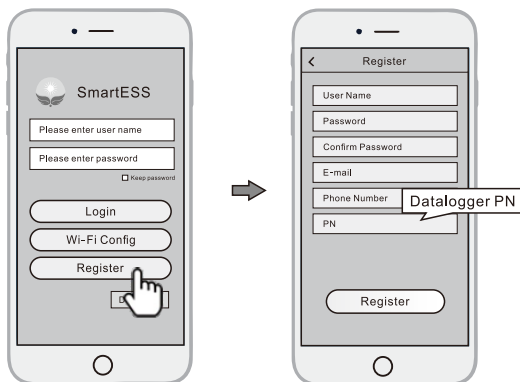 SmartESS
Please enter user name
Please enter password
Keep password
Login
Wi-Fi Config
Register
Register
User Name
Password
Confirm Password
E-mail
Phone Number
Datalogger PN
PN
Register